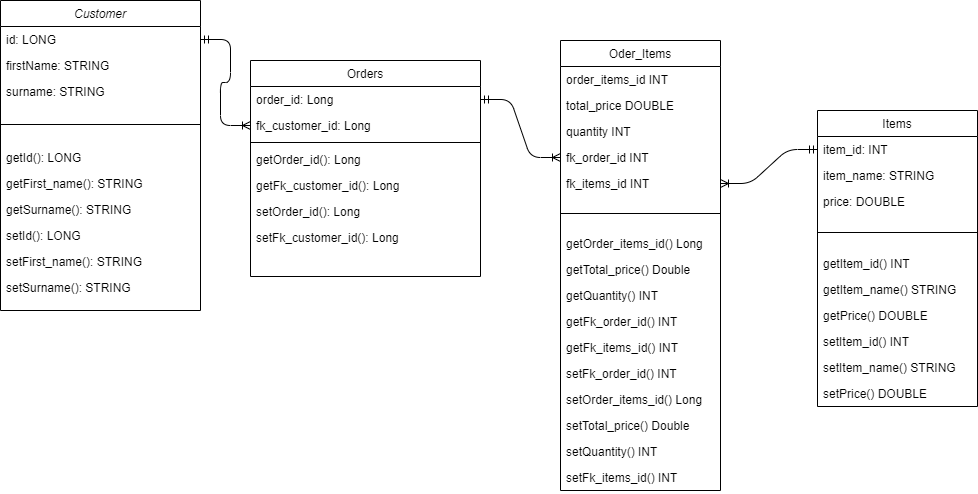 Customer
id: LONG
firstName: STRING
surname: STRING
getId(): LONG
getFirst_name(): STRING
getSurname(): STRING
setId(): LONG
setFirst_name(): STRING
setSurname(): STRING
Orders
order_id: Long
fk_customer_id: Long
getOrder_id(): Long
getFk_customer_id(): Long
setOrder_id(): Long
setFk_customer_id(): Long
Oder_Items
order_items_id INT
total_price DOUBLE
quantity INT
fk_order_id INT
fk_items_id INT
getOrder_items_id() Long
getTotal_price() Double
getQuantity() INT
getFk_order_id() INT
getFk_items_id() INT
setFk_order_id() INT
setOrder_items_id() Long
setTotal_price() Double
setQuantity() INT
setFk_items_id() INT
Items
item_id: INT
item_name: STRING
price: DOUBLE
getItem_id() INT
getItem_name() STRING
getPrice() DOUBLE
setItem_id() INT
setItem_name() STRING
setPrice() DOUBLE